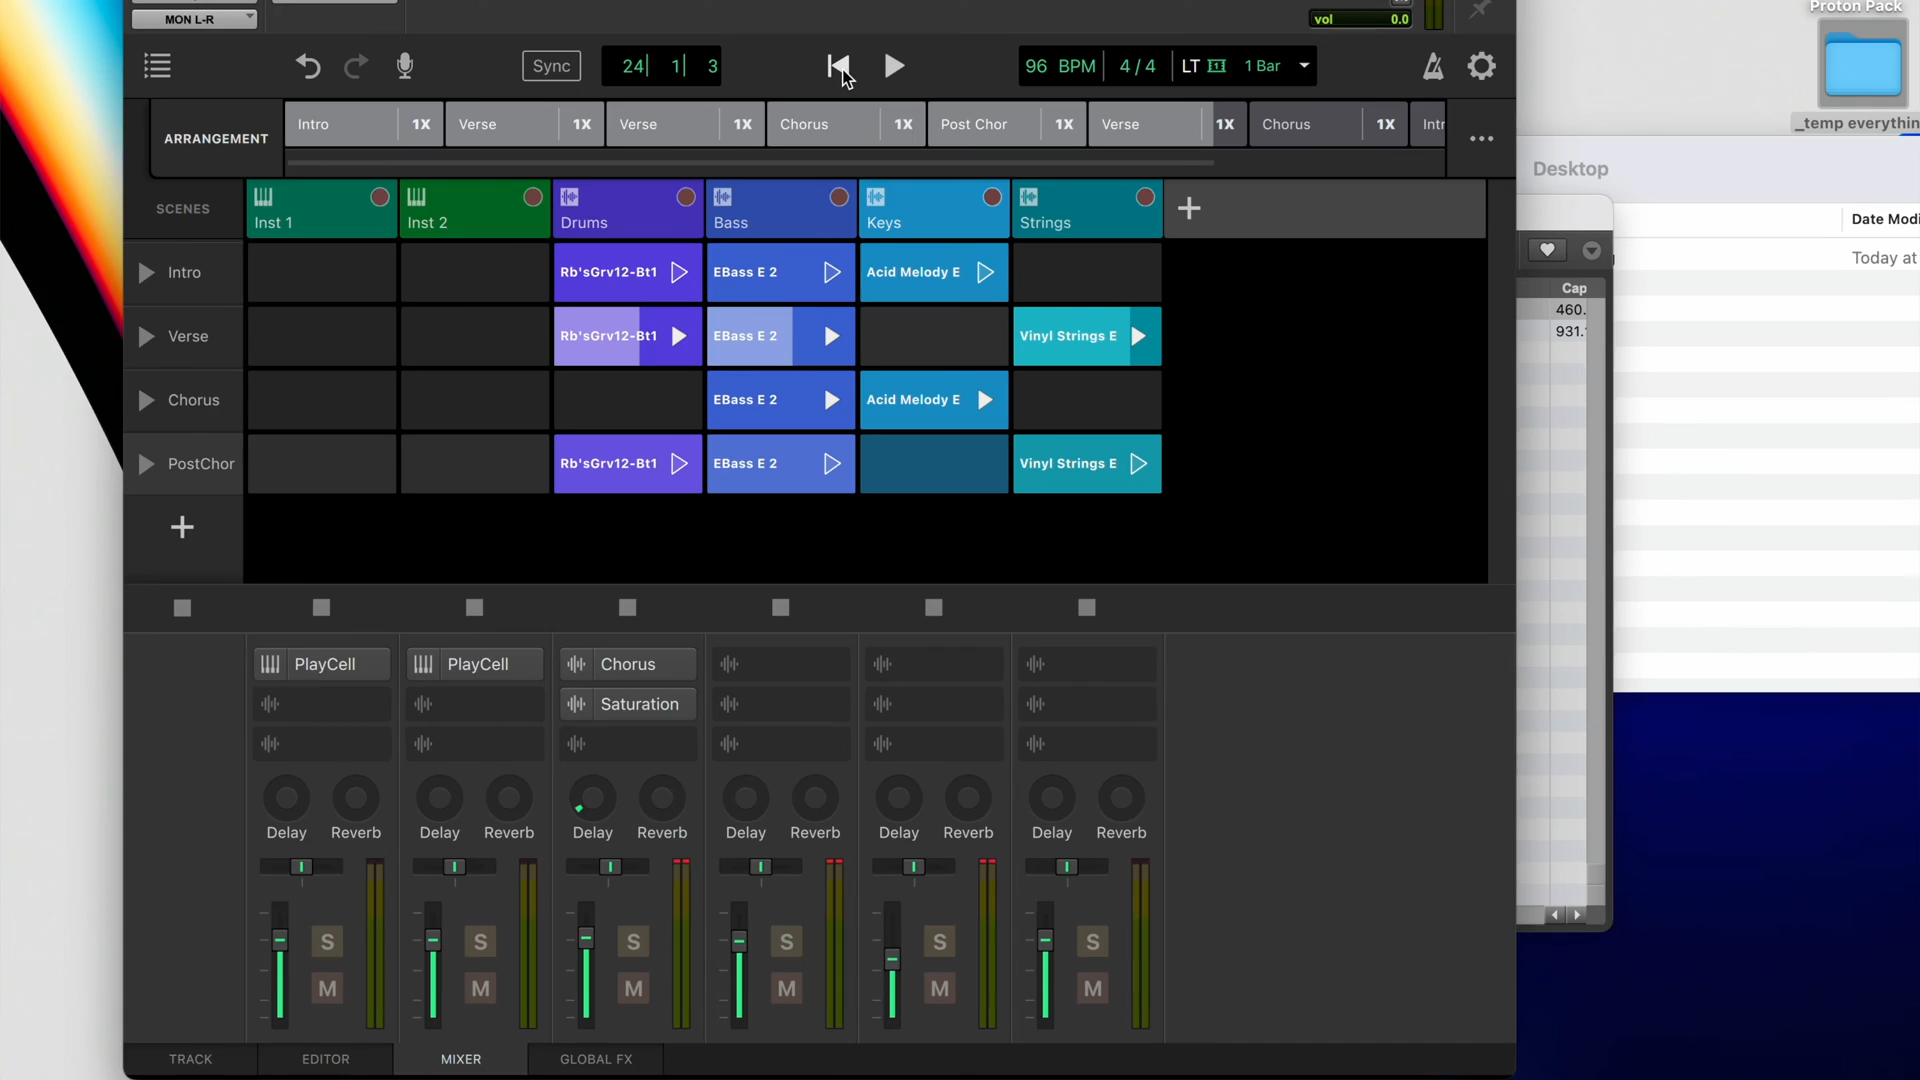 Proton Pack
MON L-R
vol 0.0
Sync 24| 1| 3 96 BPM 4/4 LT 1 Bar
_temp everythin
ARRANGEMENT Intro 1X Verse 1X Verse 1X Chorus 1X Post Chor 1X Verse 1X Chorus 1X Intr
Desktop
SCENES Inst 1 Inst 2 Drums Bass Keys Strings
Date Modi
Today at
Cap
460.
931.
Intro Rb'sGrv12-Bt1 EBass E 2 Acid Melody E
Verse Rb'sGrv12-Bt1 EBass E 2 Vinyl Strings E
Chorus EBass E 2 Acid Melody E
PostChor Rb'sGrv12-Bt1 EBass E 2 Vinyl Strings E
PlayCell PlayCell Chorus
Saturation
Delay Reverb Delay Reverb Delay Reverb Delay Reverb Delay Reverb Delay Reverb
S S S S S S
M M M M M M
TRACK EDITOR MIXER GLOBAL FX